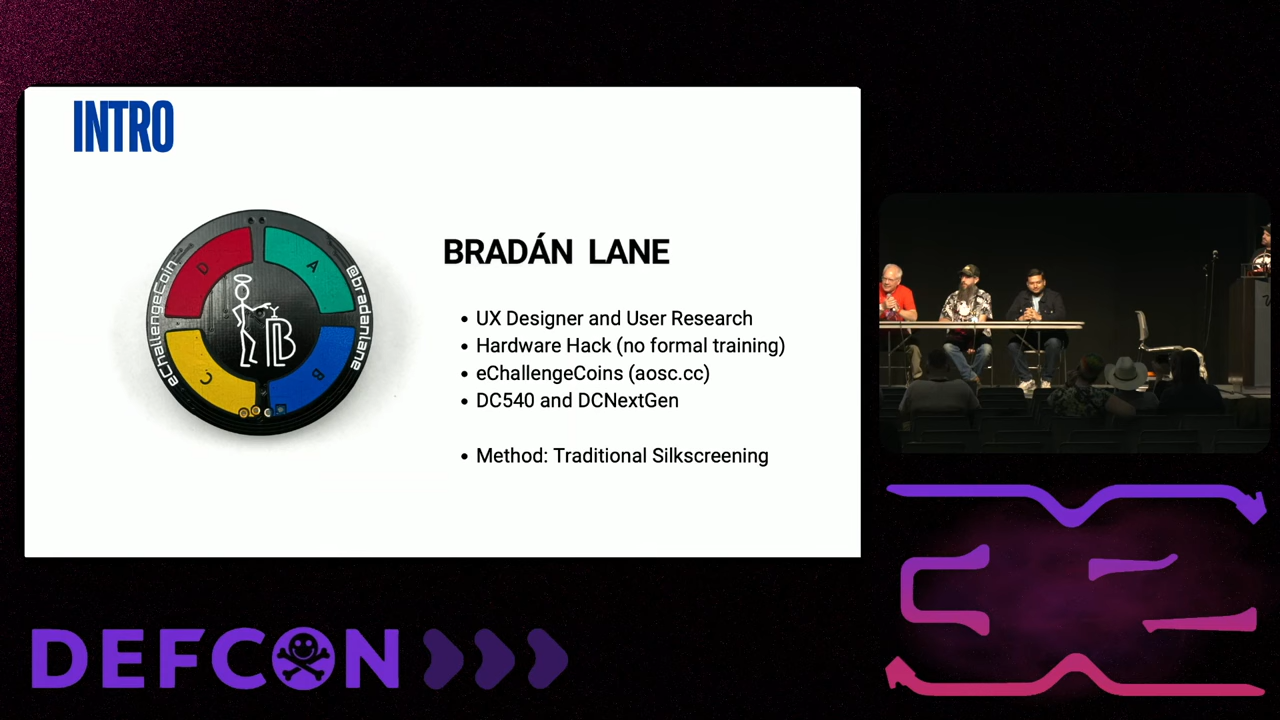 INTRO
eChallengeCoin
@bradanlane
D
A
C
B
BRADÁN LANE
• UX Designer and User Research
• Hardware Hack (no formal training)
• eChallengeCoins (aosc.cc)
• DC540 and DCNextGen
• Method: Traditional Silkscreening
DEFCON